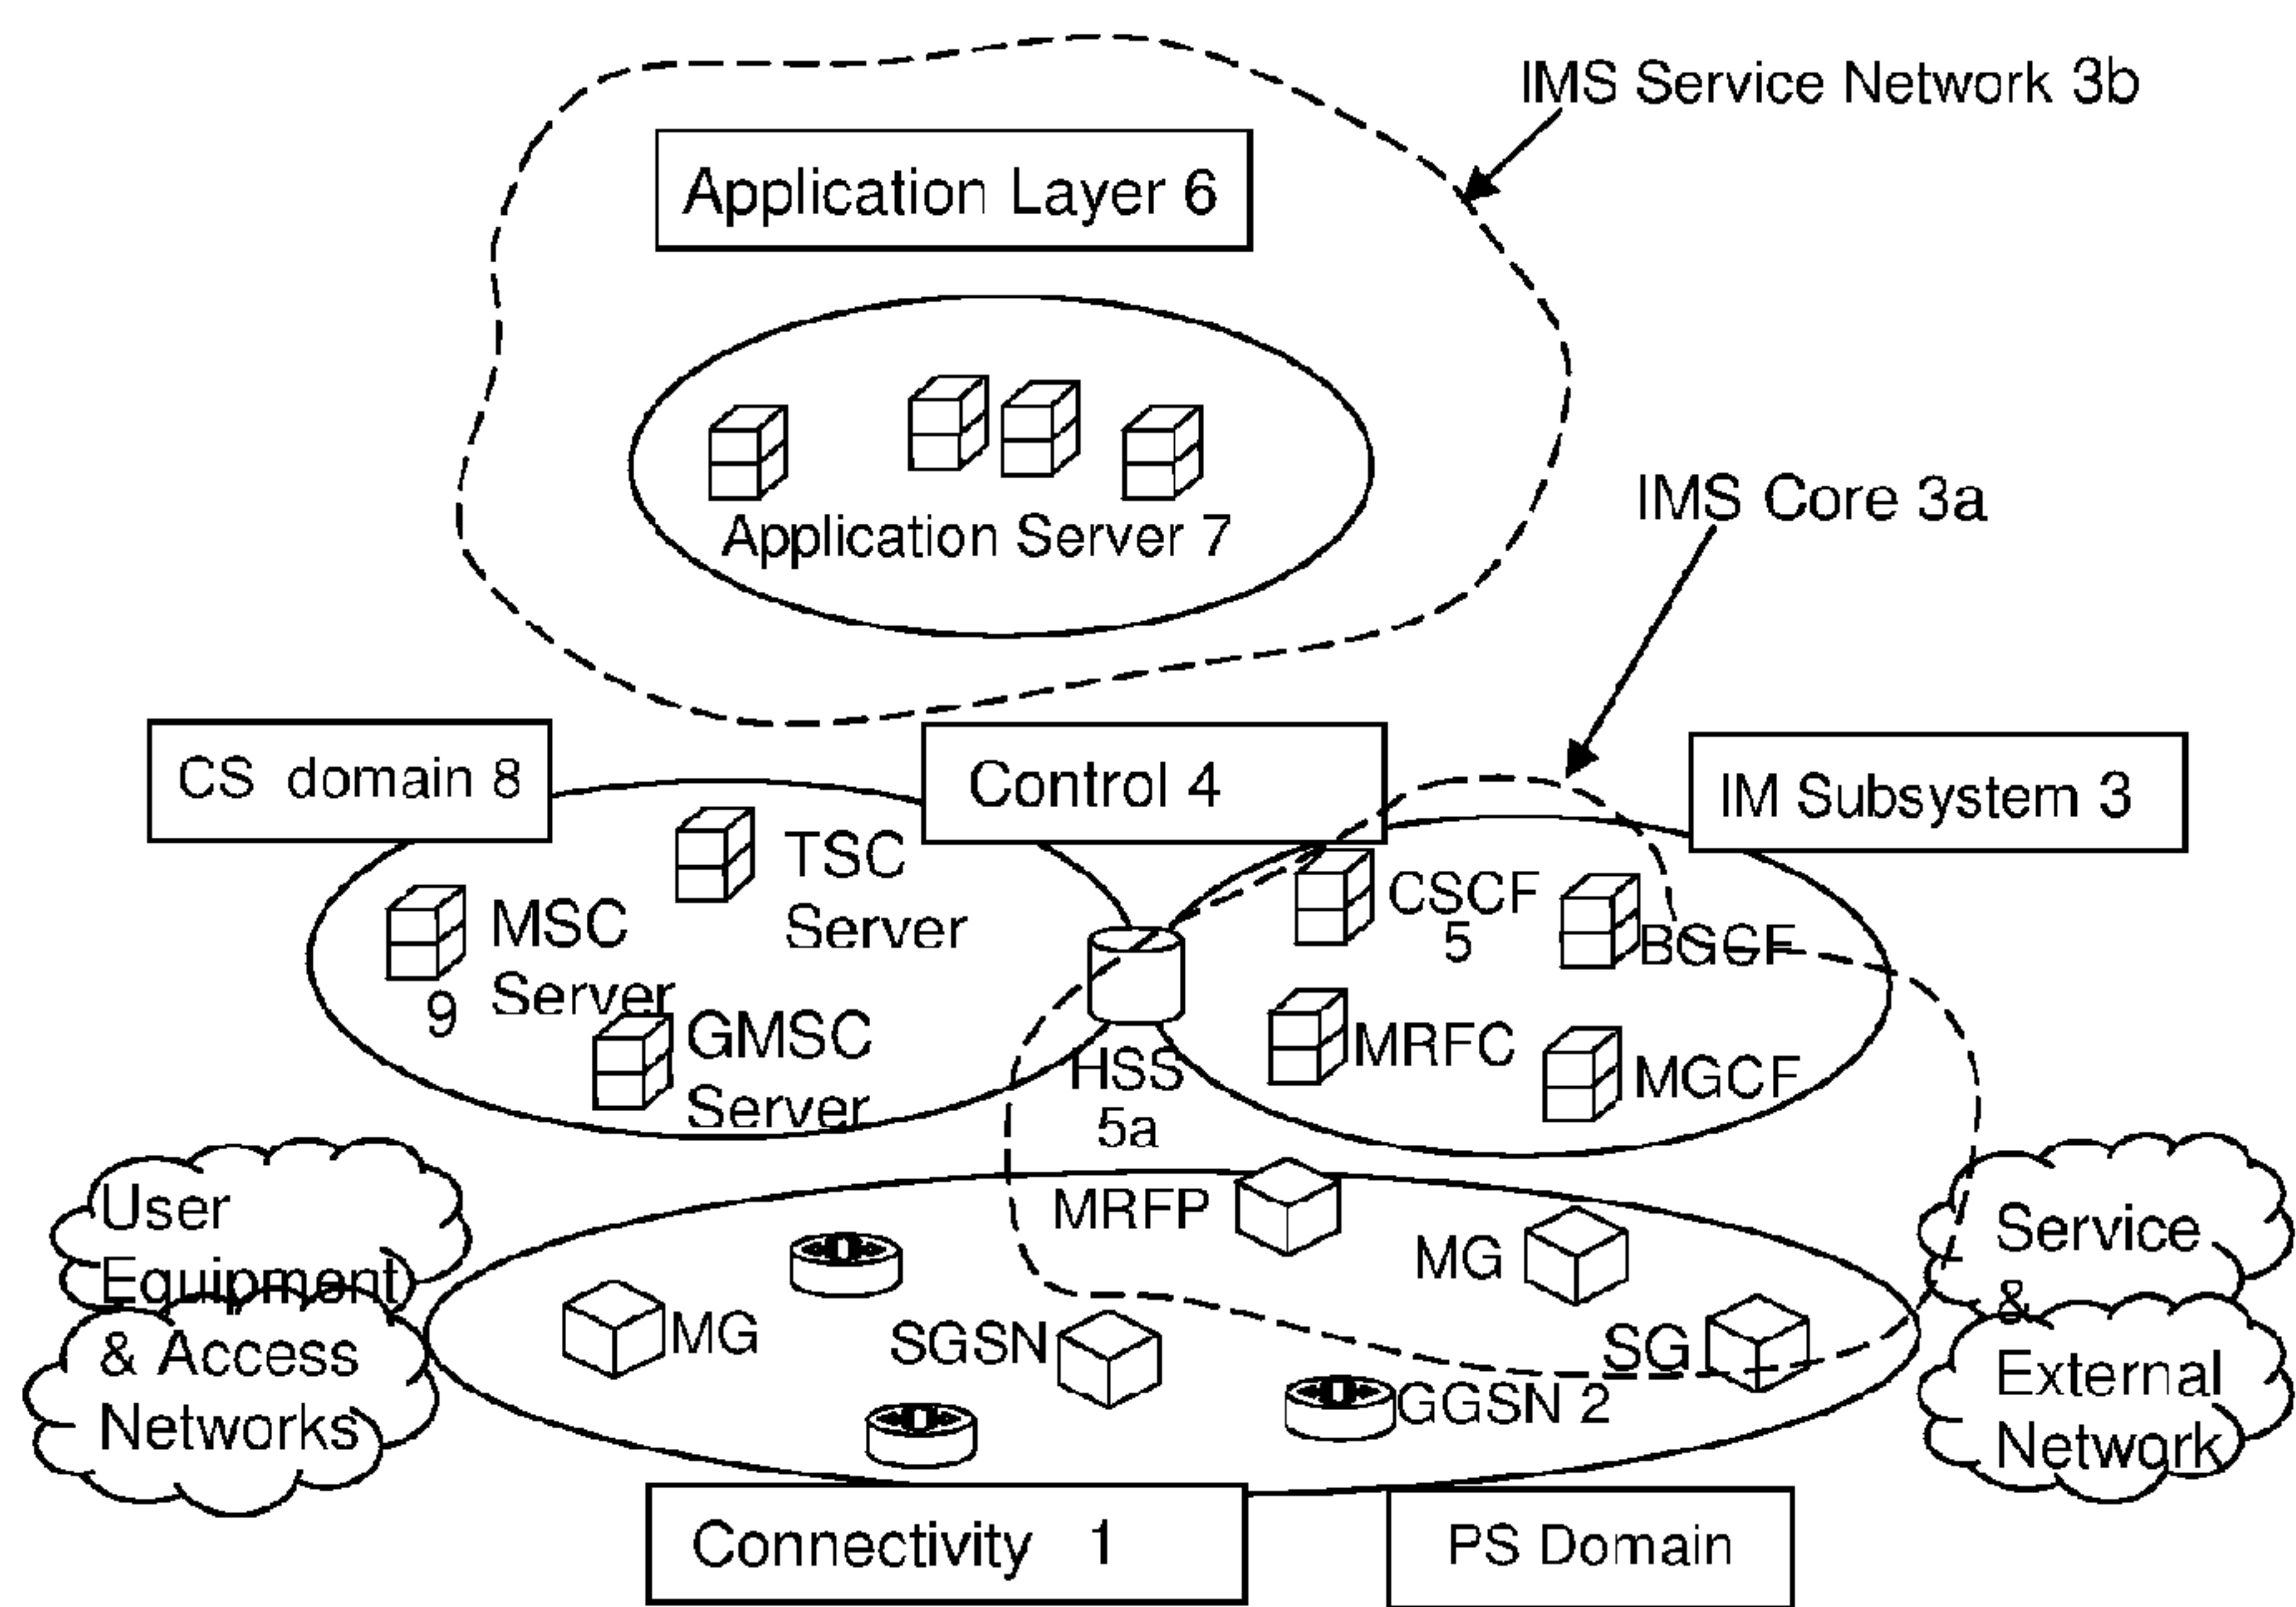 IMS Service Network 3b
Application Layer 6
Application Server 7
IMS Core 3a
CS domain 8
Control 4
IM Subsystem 3
TSC
Server
MSC
Server
9
GMSC
Server
HSS
5a
CSCF
5
BGCF
MRFC
MGCF
User
Equipment
& Access
Networks
MRFP
MG
MG
SGSN
SG
GGSN 2
Service
&
External
Network
Connectivity 1
PS Domain